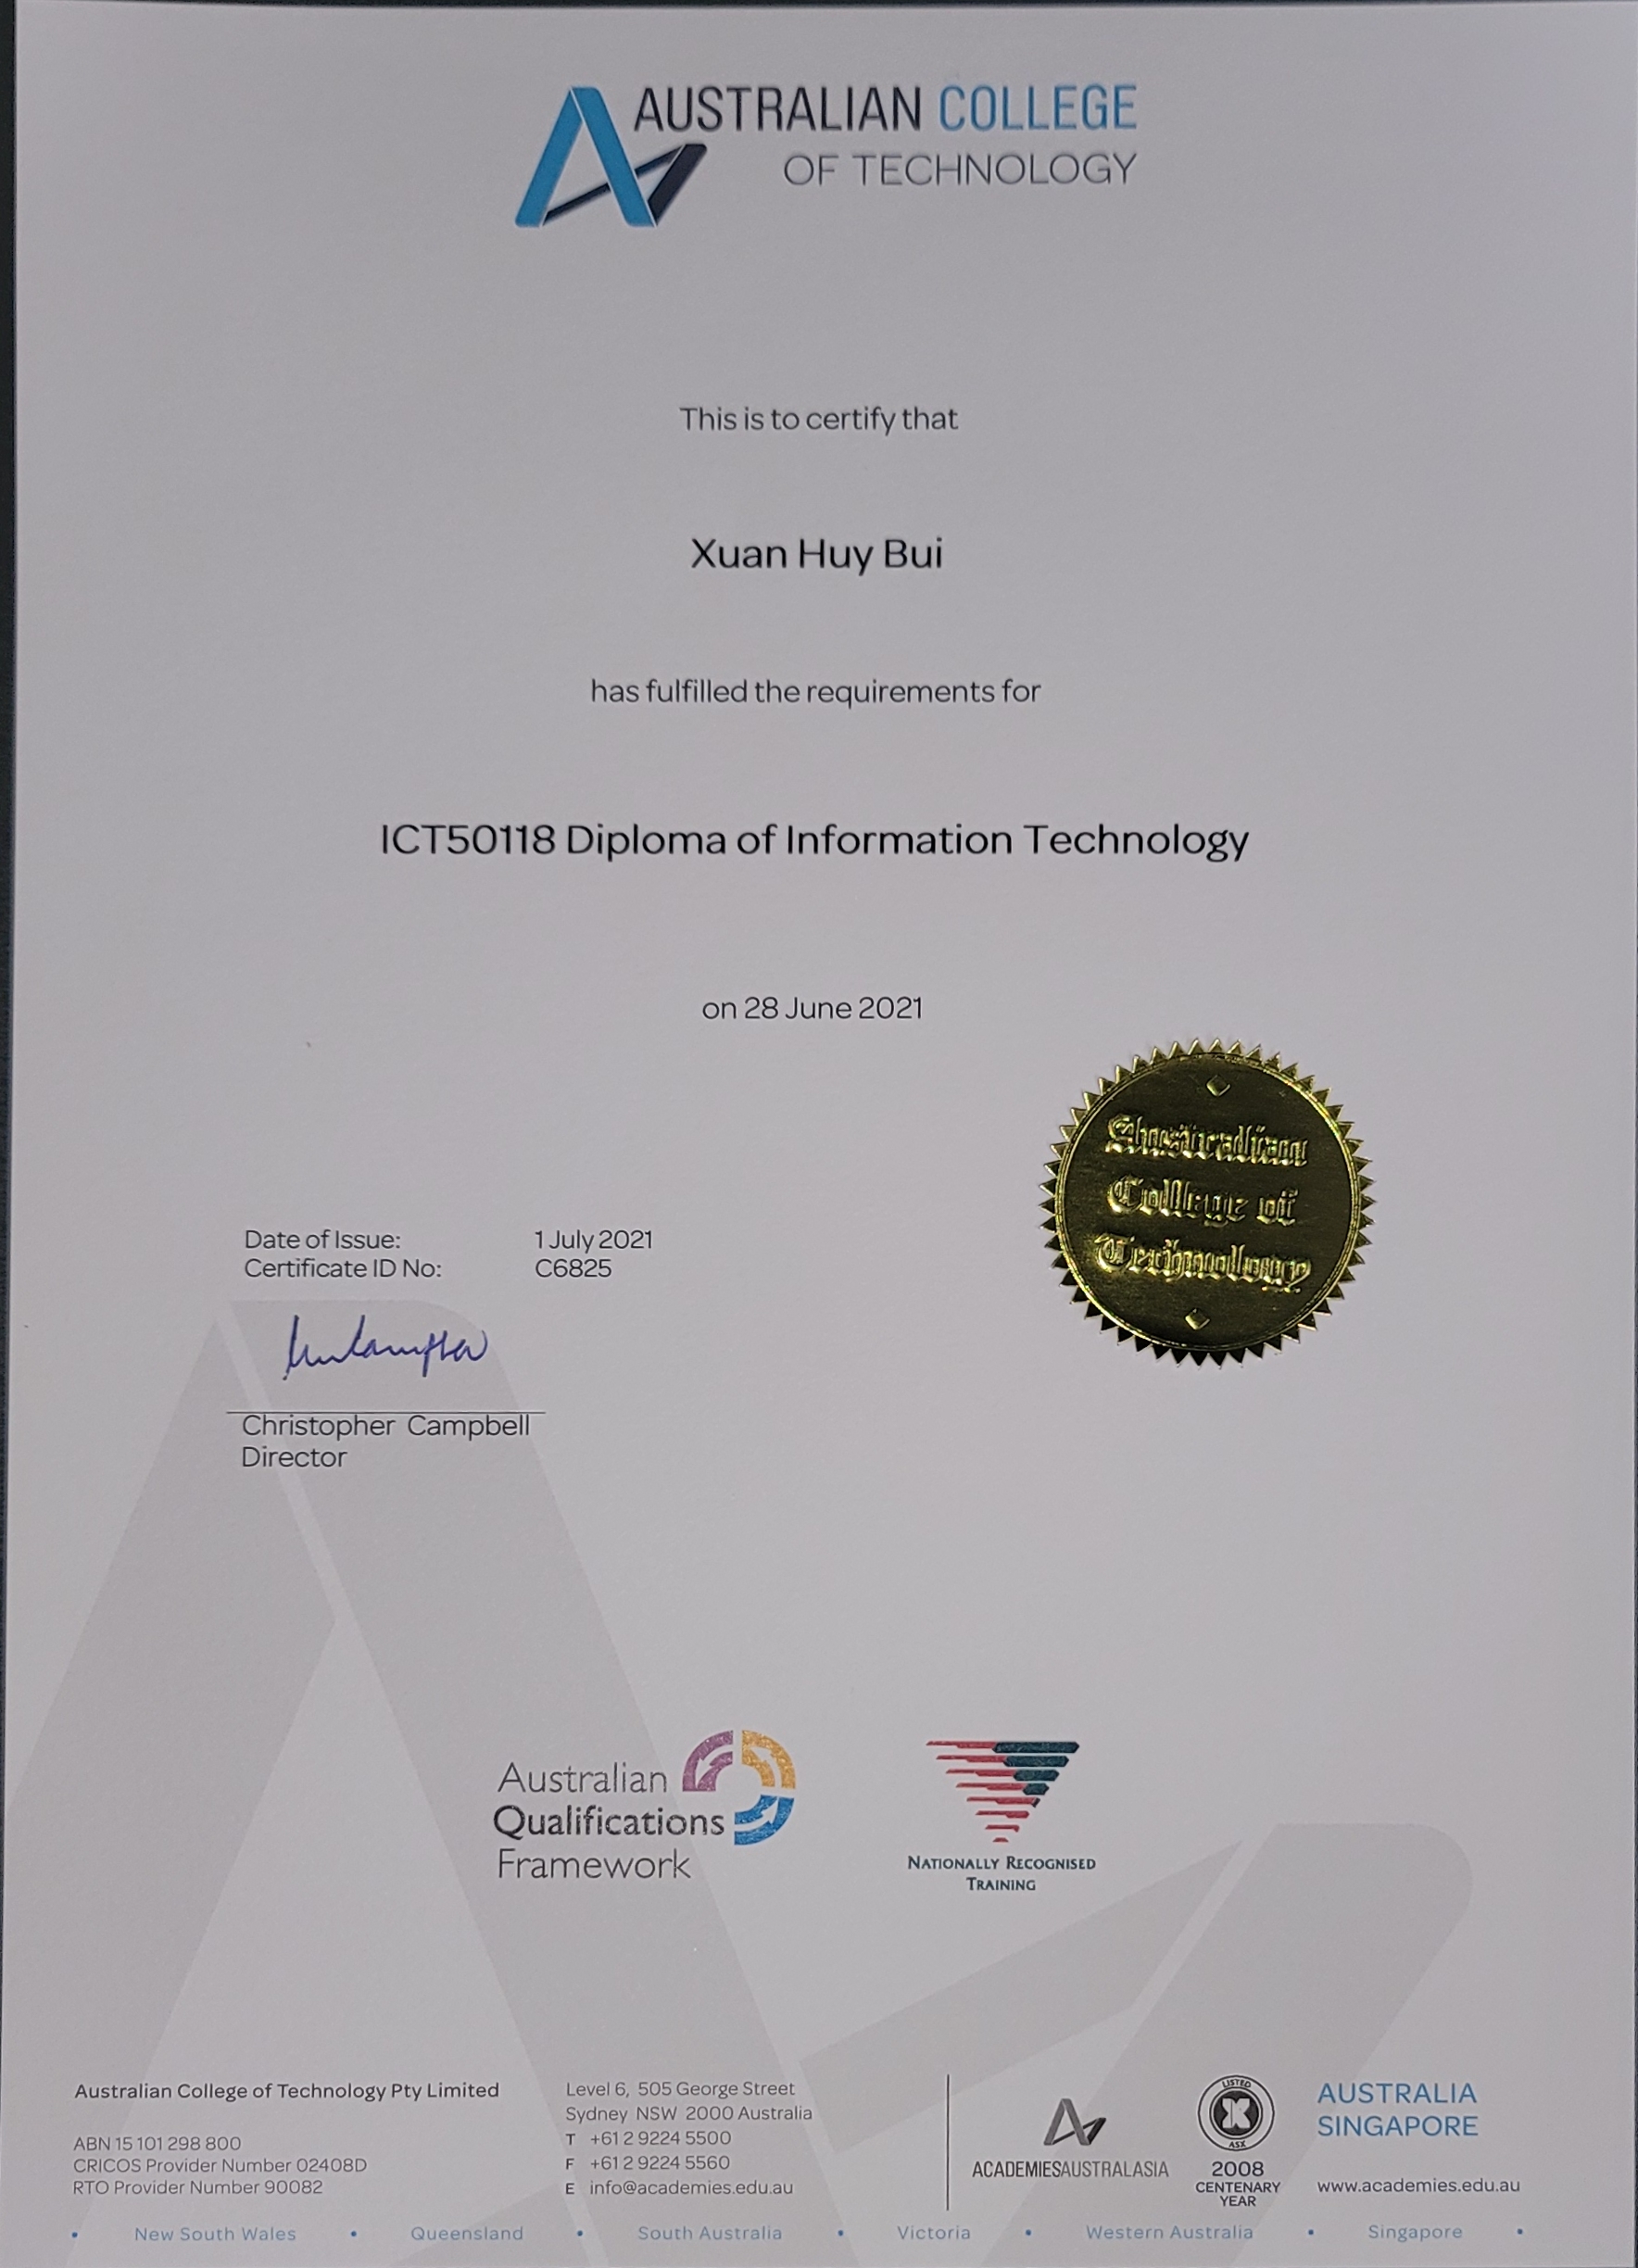 AUSTRALIAN COLLEGE
OF TECHNOLOGY
This is to certify that
Xuan Huy Bui
has fulfilled the requirements for
ICT50118 Diploma of Information Technology
on 28 June 2021
Australian
College of
Technology
Date of Issue: 1 July 2021
Certificate ID No: C6825
Christopher Campbell
Director
Australian
Qualifications
Framework
NATIONALLY RECOGNISED
TRAINING
Australian College of Technology Pty Limited
ABN 15 101 298 800
CRICOS Provider Number 02408D
RTO Provider Number 90082
Level 6, 505 George Street
Sydney NSW 2000 Australia
T +61 2 9224 5500
F +61 2 9224 5560
E info@academies.edu.au
ACADEMIESAUSTRALASIA
LISTED
ASX
2008
CENTENARY
YEAR
AUSTRALIA
SINGAPORE
www.academies.edu.au
• New South Wales • Queensland • South Australia • Victoria • Western Australia • Singapore •